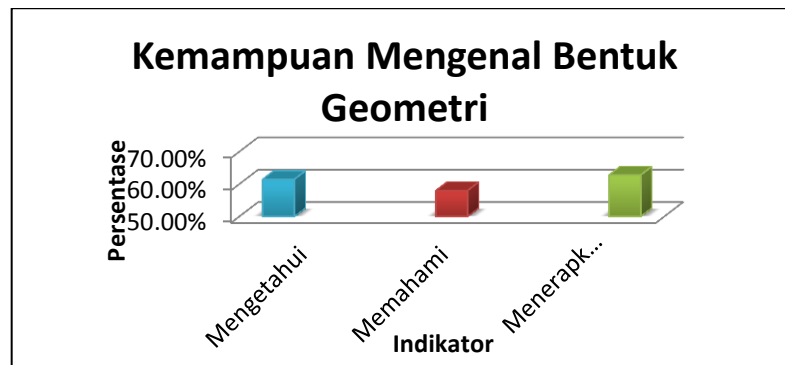 Kemampuan Mengenal Bentuk
Geometri
Persentase
70.00%
60.00%
50.00%
Mengetahui
Memahami
Menerapk...
Indikator